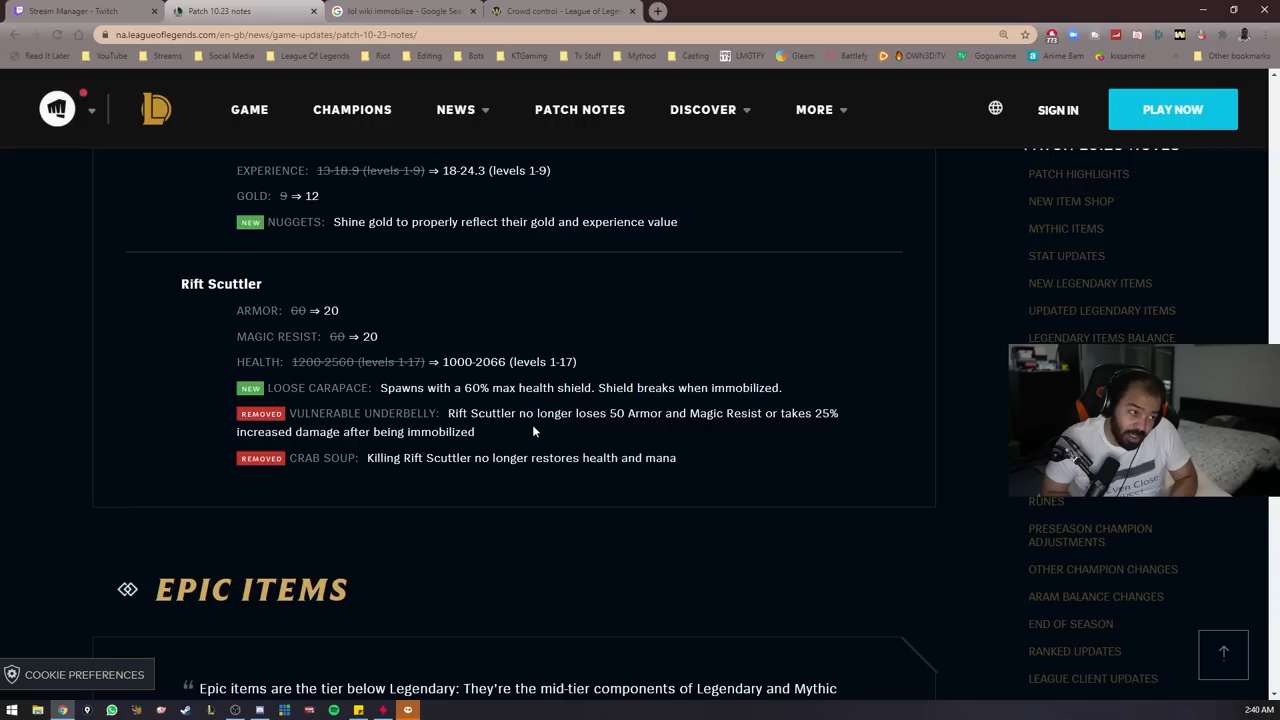 Stream Manager - Twitch
Patch 10.23 notes
lol wiki immobilize - Google Sea
Crowd control - League of Legen
na.leagueoflegends.com/en-gb/news/game-updates/patch-10-23-notes/
773
Read It Later
YouTube
Streams
Social Media
League Of Legends
Riot
Editing
Bots
KTGaming
Tv Stuff
Mythod
Casting
LMGTFY
Gleam
Battlefy
OWN3D:TV
Gogoanime
Anime Bam
kissanime
Other bookmarks
GAME
CHAMPIONS
NEWS
PATCH NOTES
DISCOVER
MORE
SIGN IN
PLAY NOW
EXPERIENCE: 13-18.9 (levels 1-9) ⇒ 18-24.3 (levels 1-9)
GOLD: 9 ⇒ 12
NEW NUGGETS: Shine gold to properly reflect their gold and experience value
Rift Scuttler
ARMOR: 60 ⇒ 20
MAGIC RESIST: 60 ⇒ 20
HEALTH: 1200-2560 (levels 1-17) ⇒ 1000-2066 (levels 1-17)
NEW LOOSE CARAPACE: Spawns with a 60% max health shield. Shield breaks when immobilized.
REMOVED VULNERABLE UNDERBELLY: Rift Scuttler no longer loses 50 Armor and Magic Resist or takes 25%
increased damage after being immobilized
REMOVED CRAB SOUP: Killing Rift Scuttler no longer restores health and mana
EPIC ITEMS
“ Epic items are the tier below Legendary: They're the mid-tier components of Legendary and Mythic
COOKIE PREFERENCES
PATCH 10.23 NOTES
PATCH HIGHLIGHTS
NEW ITEM SHOP
MYTHIC ITEMS
STAT UPDATES
NEW LEGENDARY ITEMS
UPDATED LEGENDARY ITEMS
LEGENDARY ITEMS BALANCE
Even Close
RUNES
PRESEASON CHAMPION
ADJUSTMENTS
OTHER CHAMPION CHANGES
ARAM BALANCE CHANGES
END OF SEASON
RANKED UPDATES
LEAGUE CLIENT UPDATES
2:40 AM